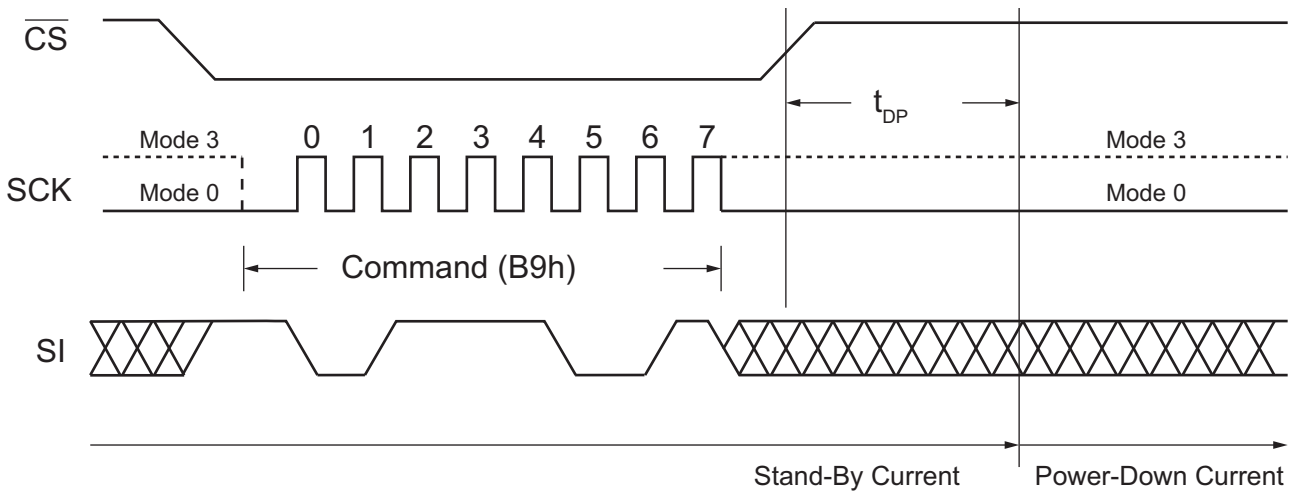 CS
t_DP
Mode 3
0 1 2 3 4 5 6 7
Mode 3
SCK
Mode 0
Mode 0
Command (B9h)
SI
Stand-By Current
Power-Down Current